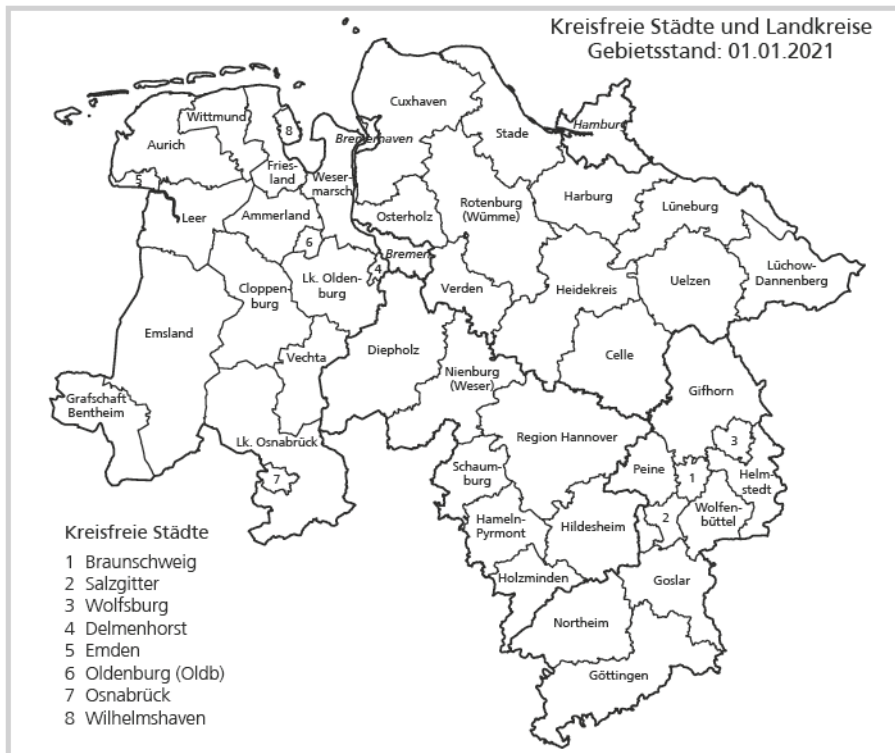 Kreisfreie Städte und Landkreise
Gebietsstand: 01.01.2021
Cuxhaven
Wittmund
8
Bremerhaven
Stade
Hamburg
Aurich
Fries-
land
Weser-
marsch
5
Leer
Ammerland
Osterholz
Rotenburg
(Wümme)
Harburg
Lüneburg
6
Bremen
4
Lk. Oldenburg
burg
Cloppen-
burg
Verden
Heidekreis
Uelzen
Lüchow-
Dannenberg
Emsland
Vechta
Diepholz
Nienburg
(Weser)
Celle
Gifhorn
Grafschaft
Bentheim
Lk. Osnabrück
7
Region Hannover
3
Schaum-
burg
Peine
1
Helm-
stedt
Hameln-
Pyrmont
Hildesheim
2
Wolfen-
büttel
Holzminden
Goslar
Northeim
Göttingen
Kreisfreie Städte
1 Braunschweig
2 Salzgitter
3 Wolfsburg
4 Delmenhorst
5 Emden
6 Oldenburg (Oldb)
7 Osnabrück
8 Wilhelmshaven